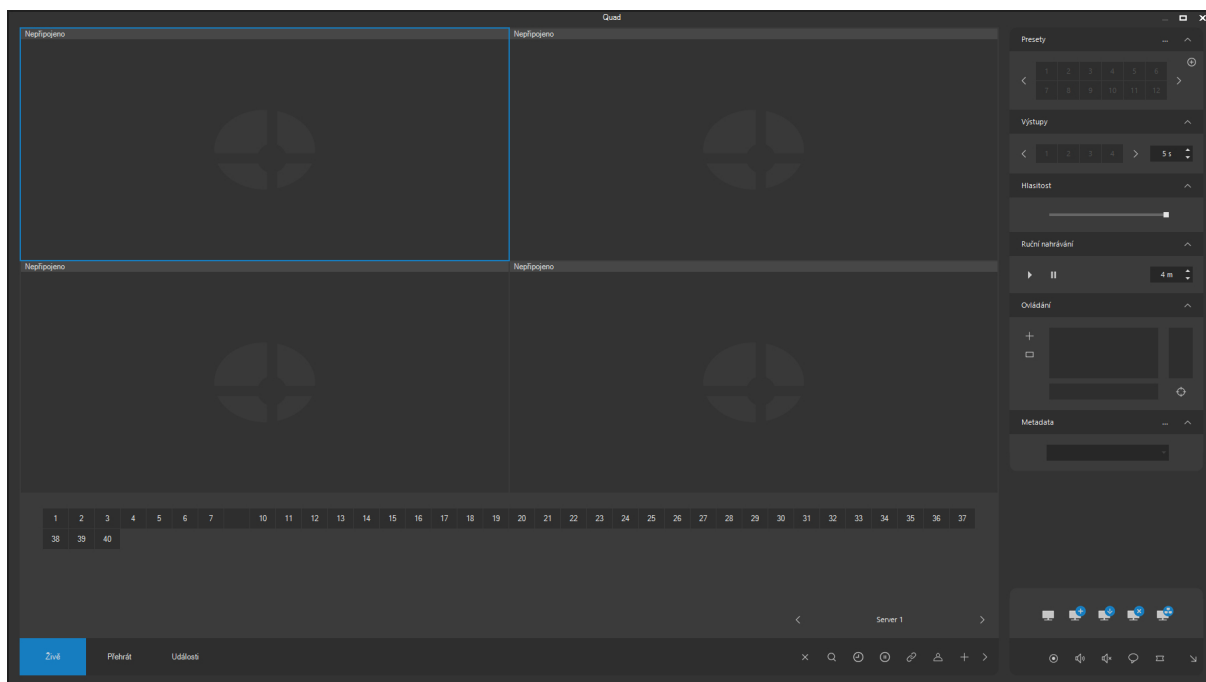 Quad
Nepřipojeno
Nepřipojeno
Nepřipojeno
Nepřipojeno
1 2 3 4 5 6 7 10 11 12 13 14 15 16 17 18 19 20 21 22 23 24 25 26 27 28 29 30 31 32 33 34 35 36 37
38 39 40
Server 1
Živě Přehrát Události
Presety ...
1 2 3 4 5 6
7 8 9 10 11 12
Výstupy
1 2 3 4 5 s
Hlasitost
Ruční nahrávání
4 m
Ovládání
Metadata ...